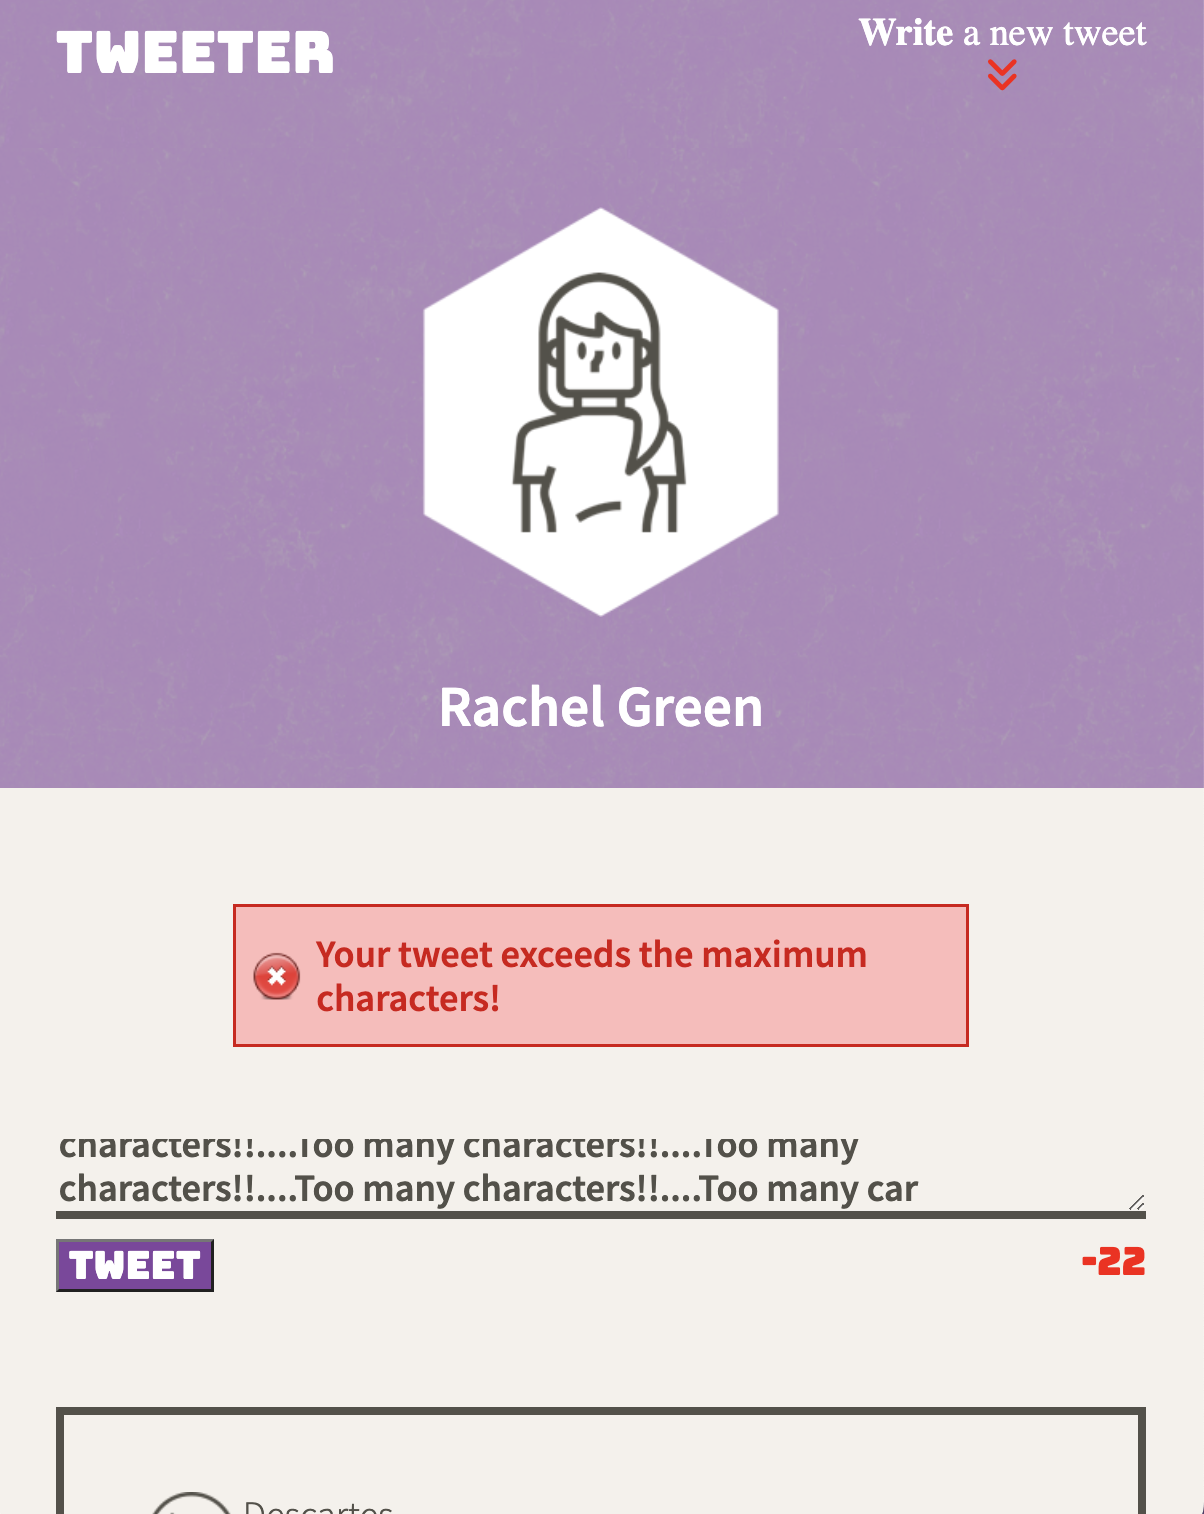 TWEETER
Write a new tweet
Rachel Green
Your tweet exceeds the maximum
characters!
characters!!....Too many characters!!....Too many
characters!!....Too many characters!!....Too many car
TWEET
-22
Descartes